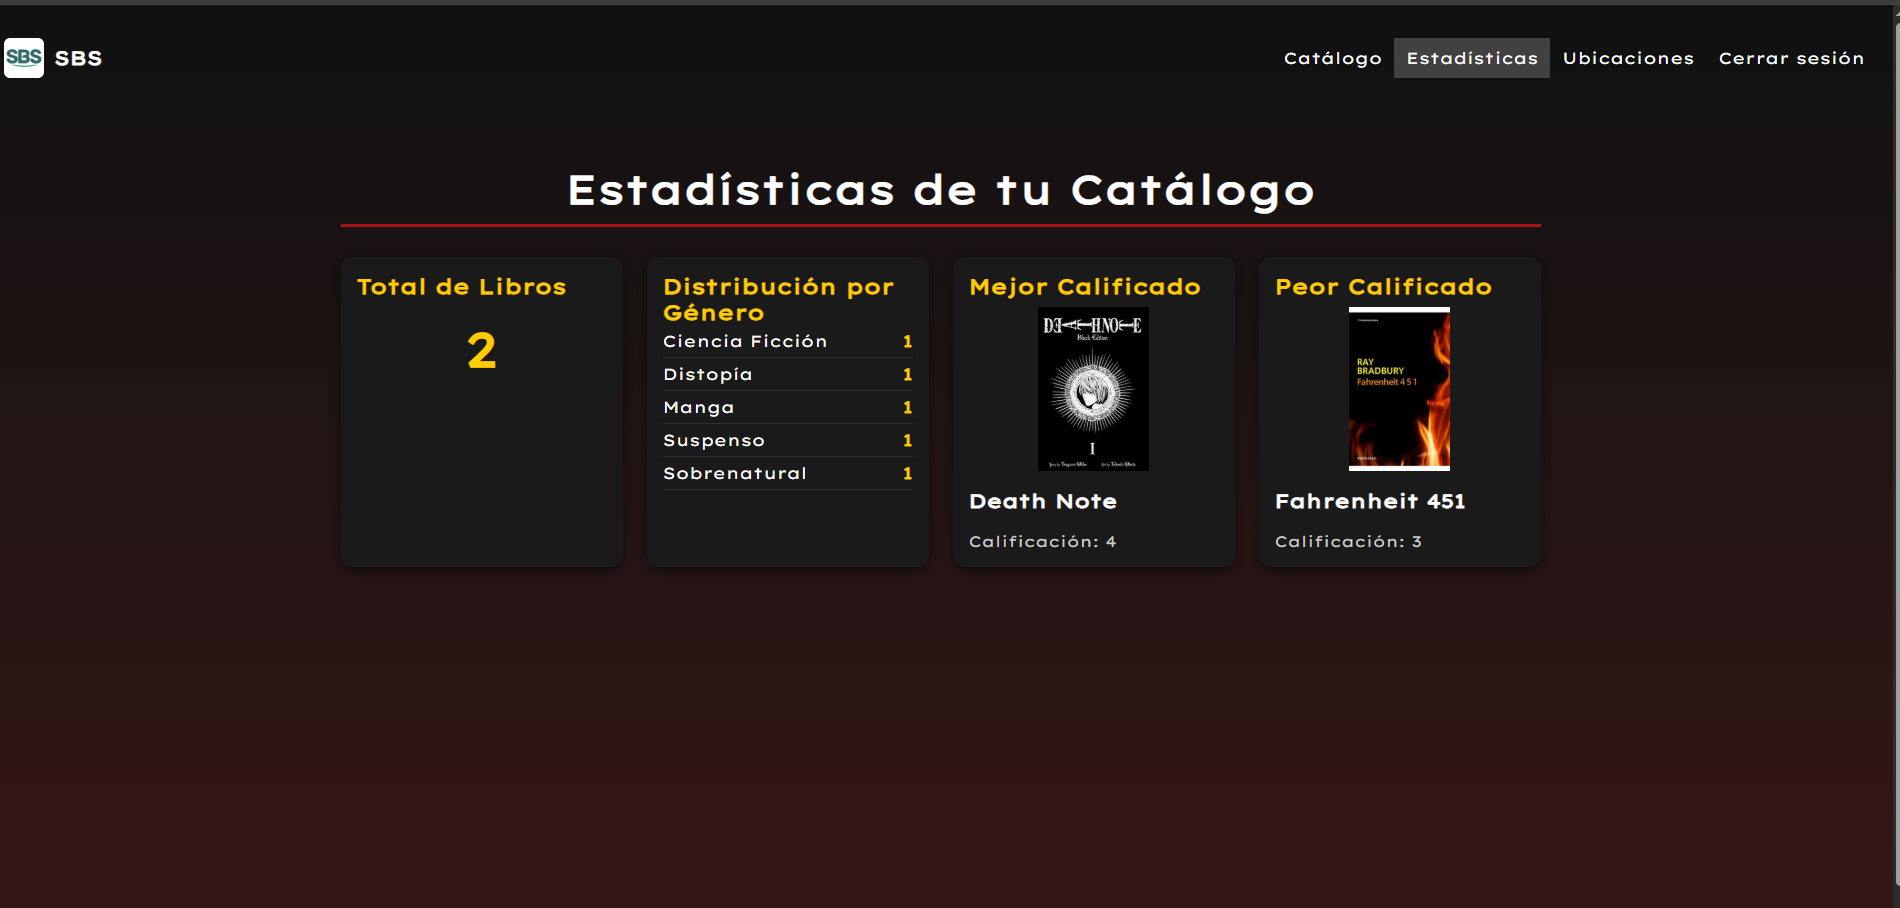 SBS SBS
Catálogo Estadísticas Ubicaciones Cerrar sesión
Estadísticas de tu Catálogo
Total de Libros
2
Distribución por
Género
Ciencia Ficción 1
Distopía 1
Manga 1
Suspenso 1
Sobrenatural 1
Mejor Calificado
DEATH NOTE
Black Edition
I
Death Note
Calificación: 4
Peor Calificado
RAY
BRADBURY
Fahrenheit 451
Fahrenheit 451
Calificación: 3